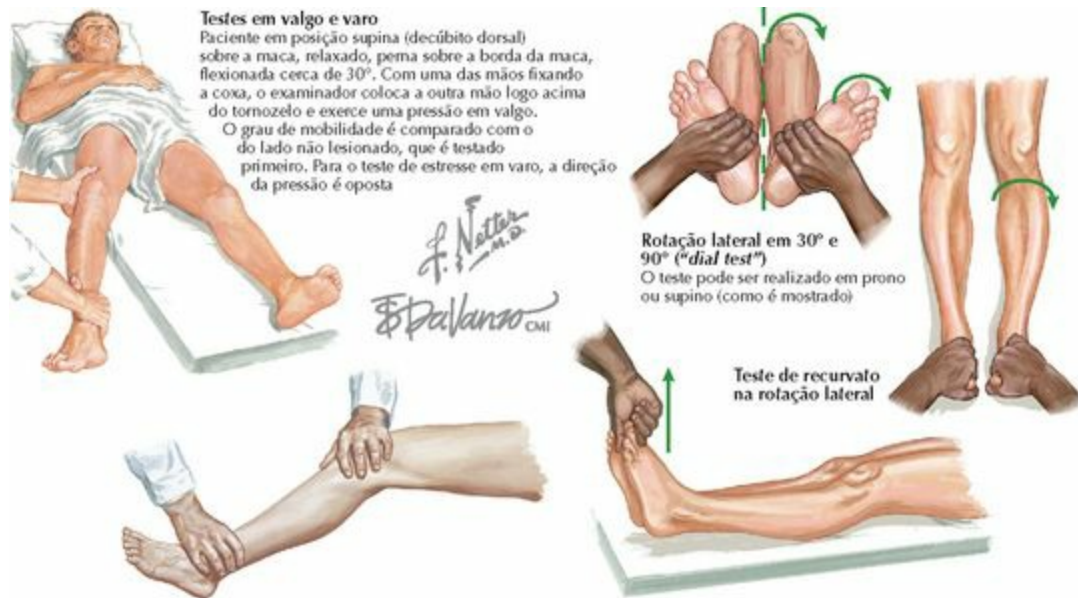 Testes em valgo e varo
Paciente em posição supina (decúbito dorsal)
sobre a maca, relaxado, perna sobre a borda da maca,
flexionada cerca de 30°. Com uma das mãos fixando
a coxa, o examinador coloca a outra mão logo acima
do tornozelo e exerce uma pressão em valgo.
O grau de mobilidade é comparado com o
do lado não lesionado, que é testado
primeiro. Para o teste de estresse em varo, a direção
da pressão é oposta
F. Netter
M.D.
DaVanzo CMI
Rotação lateral em 30° e
90° ("dial test")
O teste pode ser realizado em prono
ou supino (como é mostrado)
Teste de recurvato
na rotação lateral